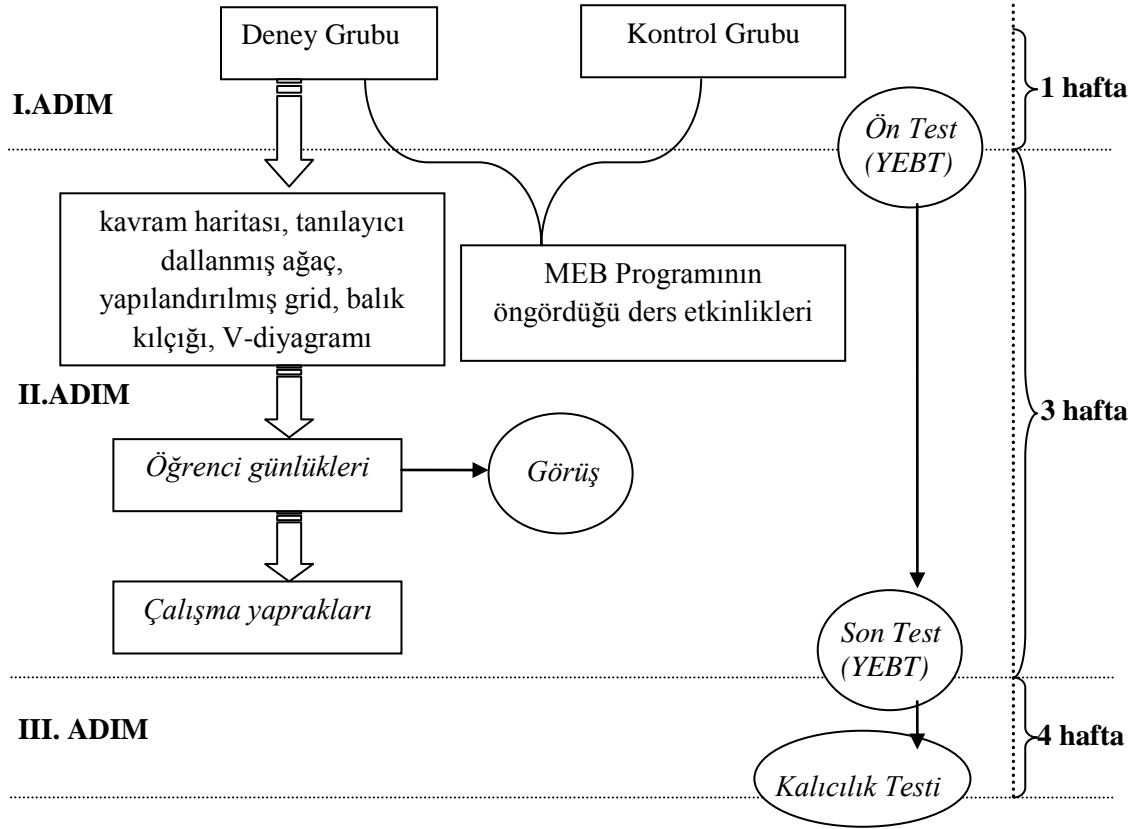 Deney Grubu
Kontrol Grubu
1 hafta
I.ADIM
Ön Test
(YEBT)
kavram haritası, tanılayıcı
dallanmış ağaç,
yapılandırılmış grid, balık
kılçığı, V-diyagramı
MEB Programının
öngördüğü ders etkinlikleri
II.ADIM
3 hafta
Öğrenci günlükleri
Görüş
Çalışma yaprakları
Son Test
(YEBT)
III. ADIM
4 hafta
Kalıcılık Testi